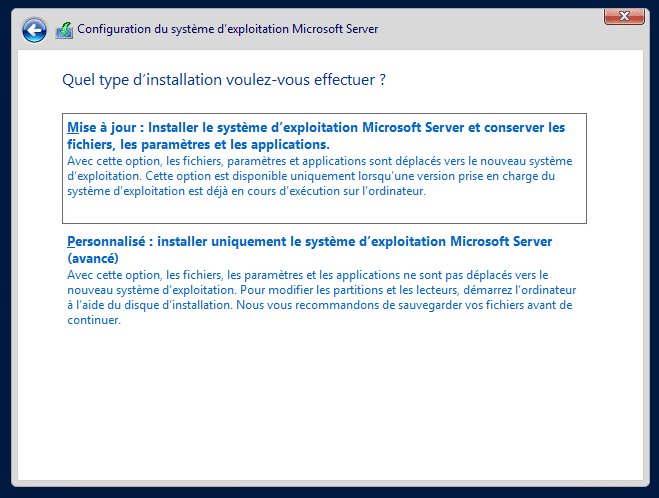 Configuration du système d’exploitation Microsoft Server
Quel type d’installation voulez-vous effectuer ?
Mise à jour : Installer le système d’exploitation Microsoft Server et conserver les
fichiers, les paramètres et les applications.
Avec cette option, les fichiers, paramètres et applications sont déplacés vers le nouveau système
d’exploitation. Cette option est disponible uniquement lorsqu’une version prise en charge du
système d’exploitation est déjà en cours d’exécution sur l’ordinateur.
Personnalisé : installer uniquement le système d’exploitation Microsoft Server
(avancé)
Avec cette option, les fichiers, les paramètres et les applications ne sont pas déplacés vers le
nouveau système d’exploitation. Pour modifier les partitions et les lecteurs, démarrez l’ordinateur
à l’aide du disque d’installation. Nous vous recommandons de sauvegarder vos fichiers avant de
continuer.